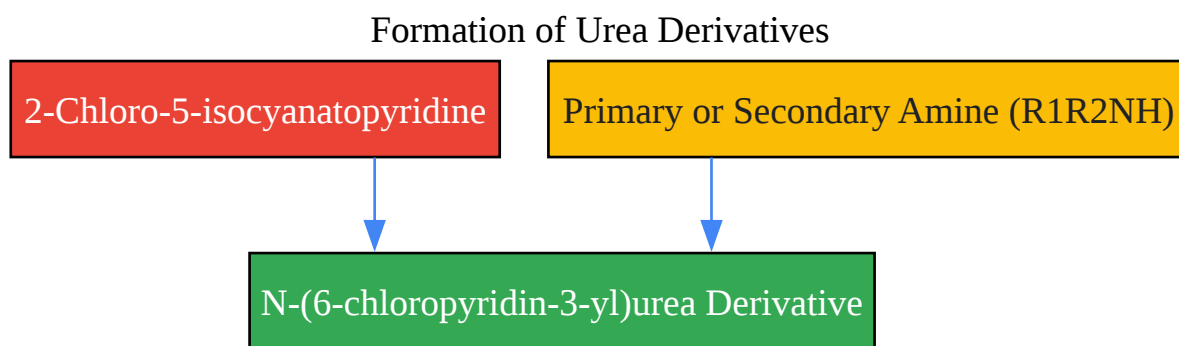 Formation of Urea Derivatives
2-Chloro-5-isocyanatopyridine
Primary or Secondary Amine (R1R2NH)
N-(6-chloropyridin-3-yl)urea Derivative